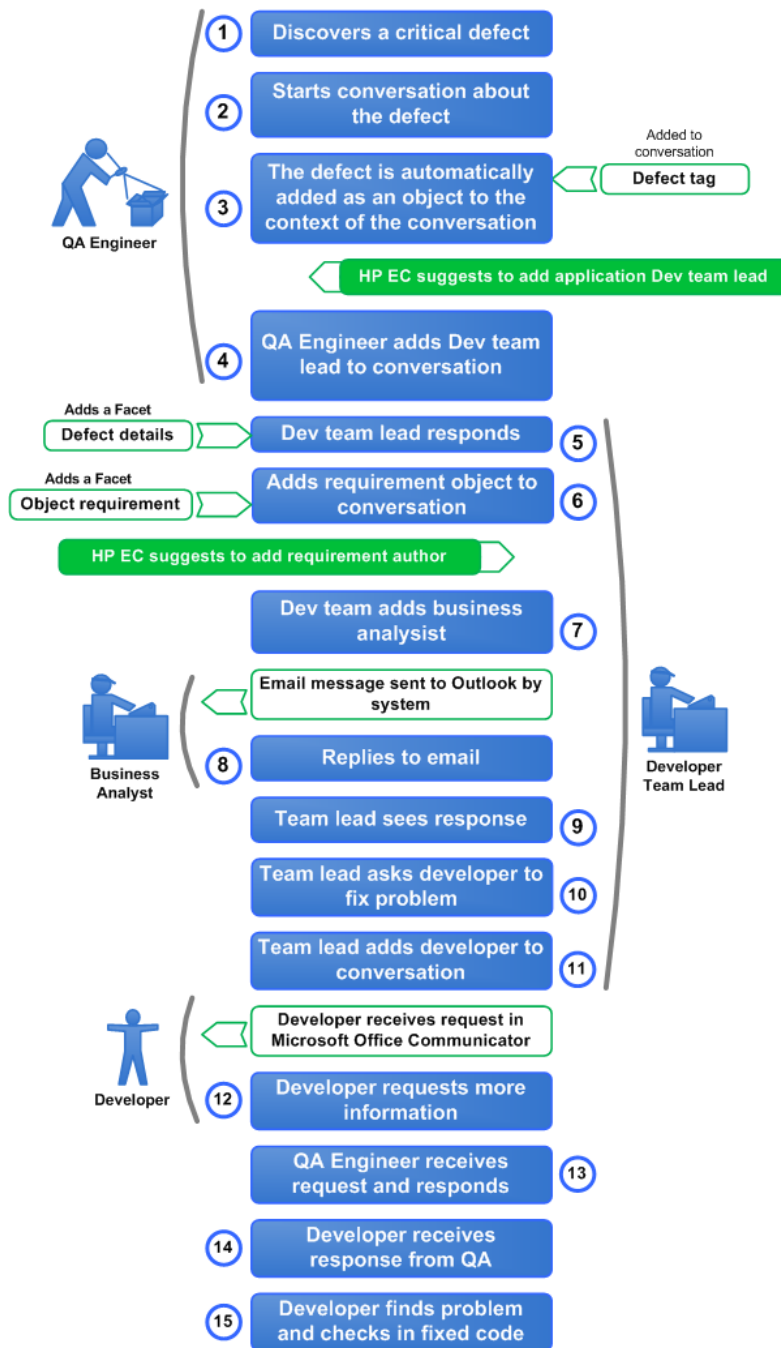 1
Discovers a critical defect
2
Starts conversation about
the defect
Added to
conversation
Defect tag
3
The defect is automatically
added as an object to the
context of the conversation
QA Engineer
HP EC suggests to add application Dev team lead
4
QA Engineer adds Dev team
lead to conversation
Adds a Facet
Defect details
Dev team lead responds
5
Adds a Facet
Object requirement
Adds requirement object to
conversation
6
HP EC suggests to add requirement author
Dev team adds business
analysist
7
Email message sent to Outlook by
system
Business
Analyst
8
Replies to email
Developer
Team Lead
Team lead sees response
9
Team lead asks developer to
fix problem
10
Team lead adds developer to
conversation
11
Developer receives request in
Microsoft Office Communicator
Developer
12
Developer requests more
information
QA Engineer receives
request and responds
13
14
Developer receives
response from QA
15
Developer finds problem
and checks in fixed code